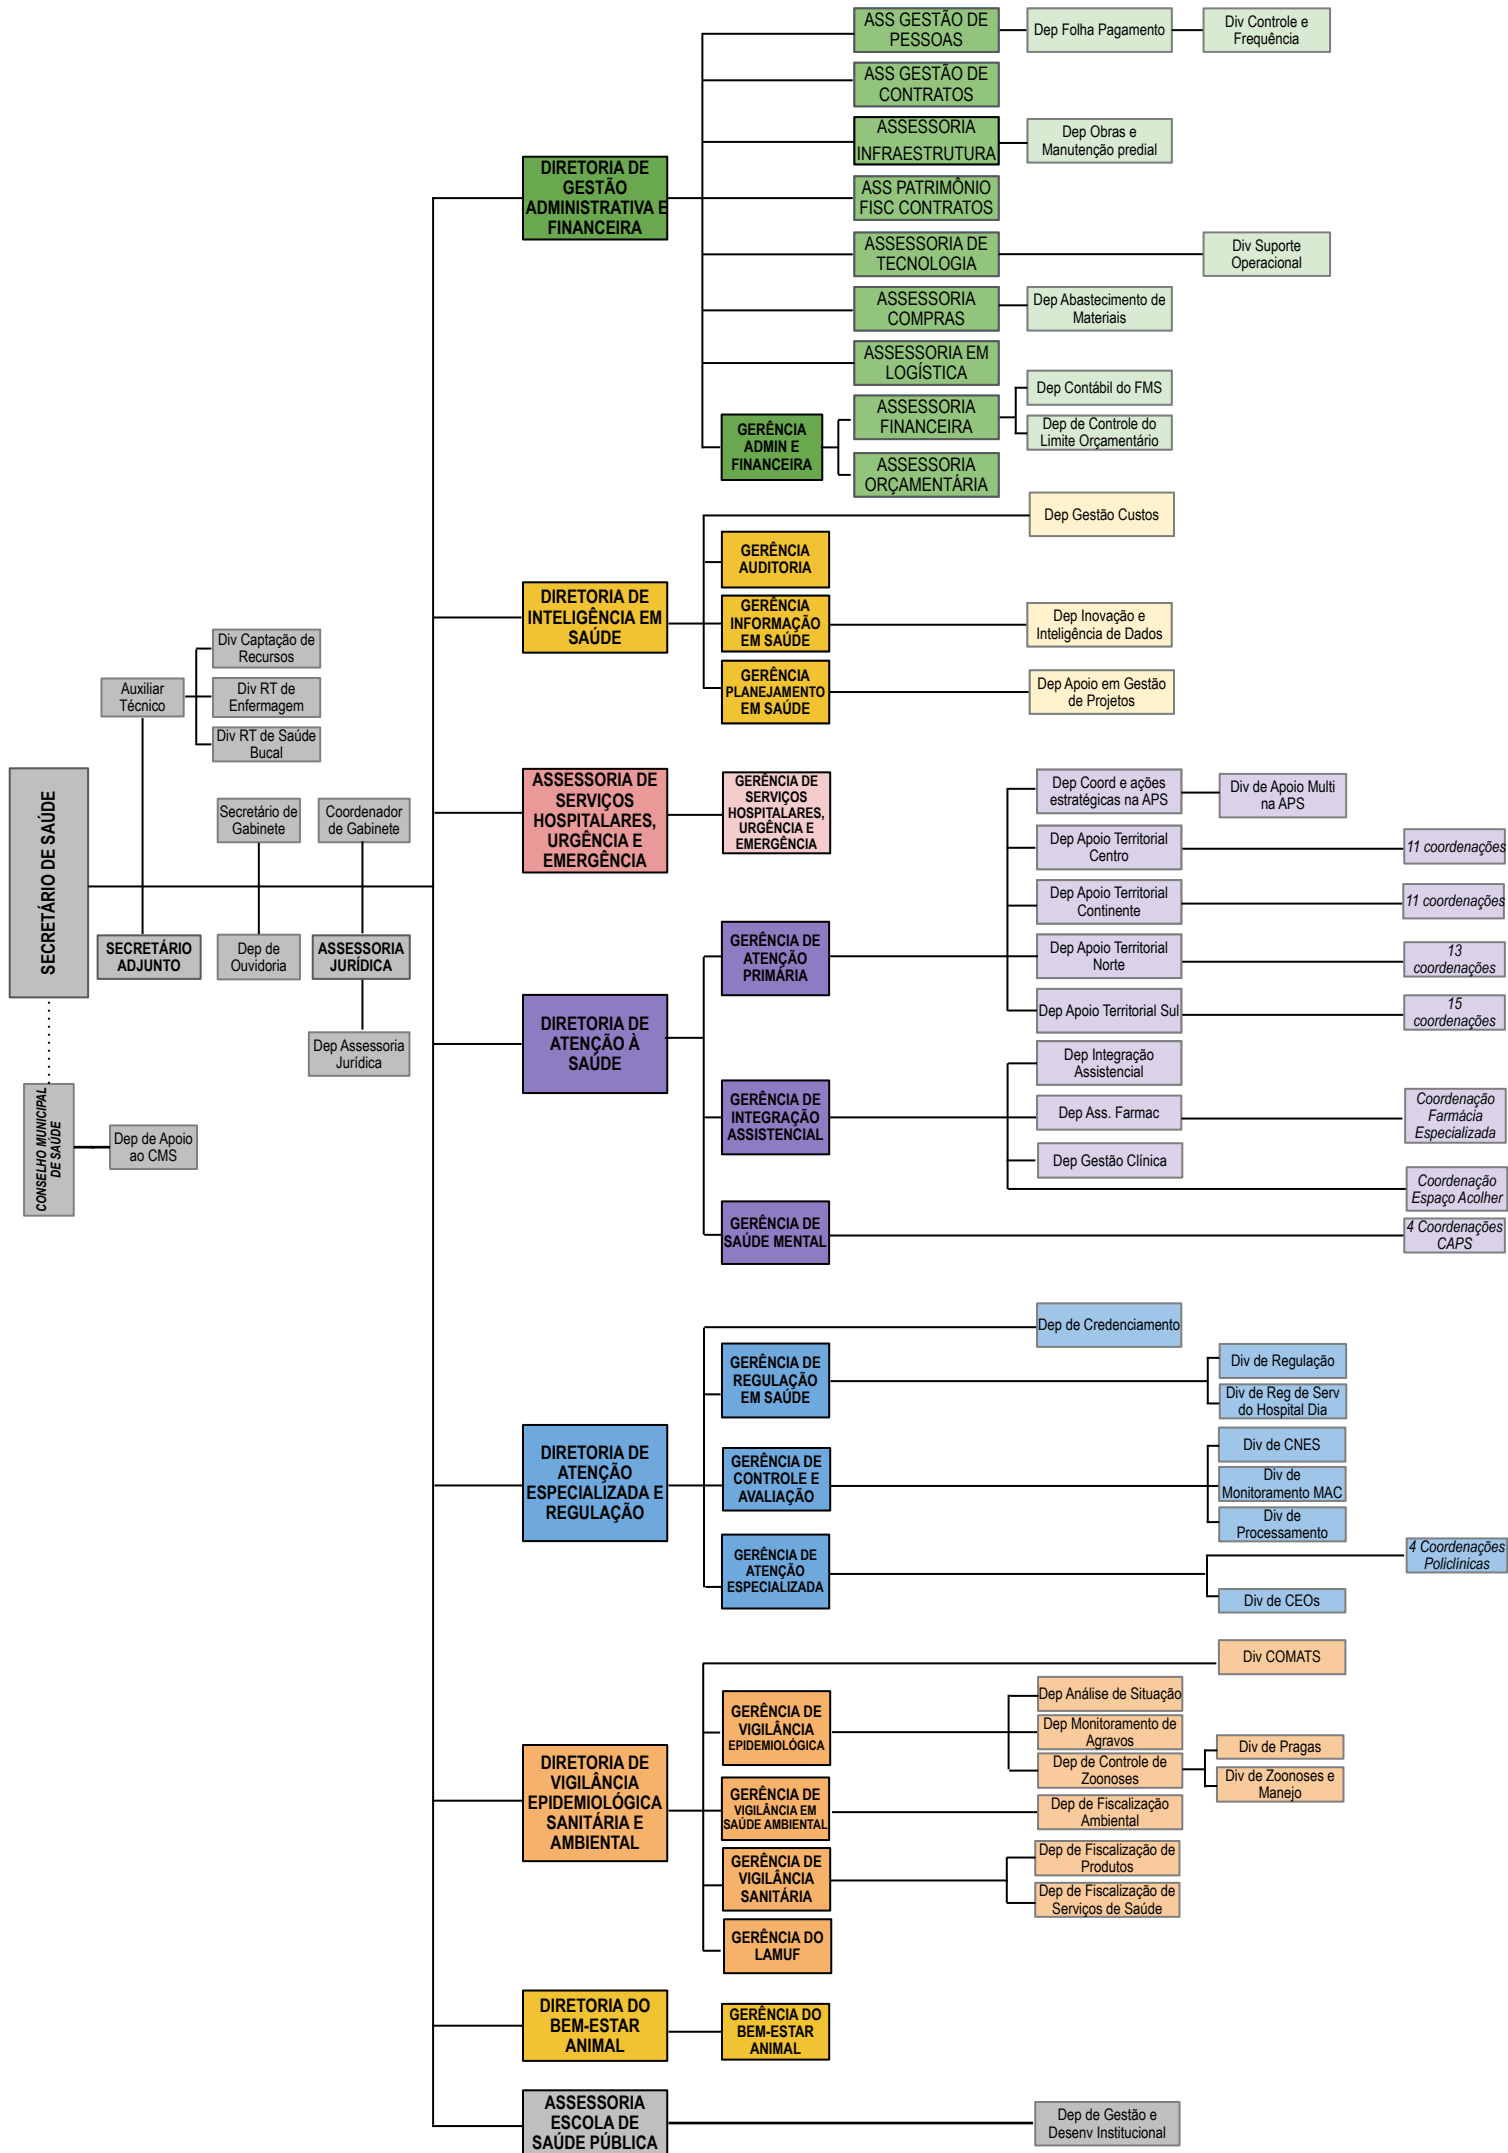 ASS GESTÃO DE
PESSOAS
Dep Folha Pagamento
Div Controle e
Frequência
ASS GESTÃO DE
CONTRATOS
ASSESSORIA
INFRAESTRUTURA
Dep Obras e
Manutenção predial
DIRETORIA DE
GESTÃO
ADMINISTRATIVA E
FINANCEIRA
ASS PATRIMÔNIO
FISC CONTRATOS
ASSESSORIA DE
TECNOLOGIA
Div Suporte
Operacional
ASSESSORIA
COMPRAS
Dep Abastecimento de
Materiais
ASSESSORIA EM
LOGÍSTICA
GERÊNCIA
ADMIN E
FINANCEIRA
ASSESSORIA
FINANCEIRA
Dep Contábil do FMS
Dep de Controle do
Limite Orçamentário
ASSESSORIA
ORÇAMENTÁRIA
Dep Gestão Custos
GERÊNCIA
AUDITORIA
DIRETORIA DE
INTELIGÊNCIA EM
SAÚDE
GERÊNCIA
INFORMAÇÃO
EM SAÚDE
Dep Inovação e
Inteligência de Dados
GERÊNCIA
PLANEJAMENTO
EM SAÚDE
Dep Apoio em Gestão
de Projetos
Div Captação de
Recursos
Auxiliar
Técnico
Div RT de
Enfermagem
Div RT de Saúde
Bucal
SECRETÁRIO DE SAÚDE
Secretário de
Gabinete
Coordenador
de Gabinete
SECRETÁRIO
ADJUNTO
Dep de
Ouvidoria
ASSESSORIA
JURÍDICA
Dep Assessoria
Jurídica
CONSELHO MUNICIPAL
DE SAÚDE
Dep de Apoio
ao CMS
ASSESSORIA DE
SERVIÇOS
HOSPITALARES,
URGÊNCIA E
EMERGÊNCIA
GERÊNCIA DE
SERVIÇOS
HOSPITALARES,
URGÊNCIA E
EMERGÊNCIA
Dep Coord e ações
estratégicas na APS
Div de Apoio Multi
na APS
Dep Apoio Territorial
Centro
11 coordenações
Dep Apoio Territorial
Continente
11 coordenações
GERÊNCIA DE
ATENÇÃO
PRIMÁRIA
Dep Apoio Territorial
Norte
13
coordenações
Dep Apoio Territorial Sul
15
coordenações
DIRETORIA DE
ATENÇÃO À
SAÚDE
Dep Integração
Assistencial
GERÊNCIA DE
INTEGRAÇÃO
ASSISTENCIAL
Dep Ass. Farmac
Coordenação
Farmácia
Especializada
Dep Gestão Clínica
Coordenação
Espaço Acolher
GERÊNCIA DE
SAÚDE MENTAL
4 Coordenações
CAPS
Dep de Credenciamento
GERÊNCIA DE
REGULAÇÃO
EM SAÚDE
Div de Regulação
Div de Reg de Serv
do Hospital Dia
DIRETORIA DE
ATENÇÃO
ESPECIALIZADA E
REGULAÇÃO
GERÊNCIA DE
CONTROLE E
AVALIAÇÃO
Div de CNES
Div de
Monitoramento MAC
Div de
Processamento
GERÊNCIA DE
ATENÇÃO
ESPECIALIZADA
4 Coordenações
Policlínicas
Div de CEOs
Div COMATS
GERÊNCIA DE
VIGILÂNCIA
EPIDEMIOLÓGICA
Dep Análise de Situação
Dep Monitoramento de
Agravos
Dep de Controle de
Zoonoses
Div de Pragas
Div de Zoonoses e
Manejo
DIRETORIA DE
VIGILÂNCIA
EPIDEMIOLÓGICA
SANITÁRIA E
AMBIENTAL
GERÊNCIA DE
VIGILÂNCIA EM
SAÚDE AMBIENTAL
Dep de Fiscalização
Ambiental
GERÊNCIA DE
VIGILÂNCIA
SANITÁRIA
Dep de Fiscalização de
Produtos
Dep de Fiscalização de
Serviços de Saúde
GERÊNCIA DO
LAMUF
DIRETORIA DO
BEM-ESTAR
ANIMAL
GERÊNCIA DO
BEM-ESTAR
ANIMAL
ASSESSORIA
ESCOLA DE
SAÚDE PÚBLICA
Dep de Gestão e
Desenv Institucional